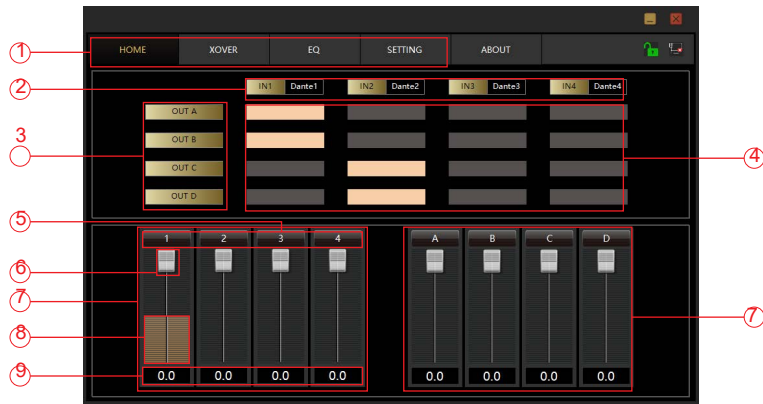 1 HOME XOVER EQ SETTING ABOUT
2 IN1 Dante1 IN2 Dante2 IN3 Dante3 IN4 Dante4
3 OUT A
OUT B
OUT C 4
OUT D
5
1 2 3 4 A B C D
6
7 7
8
9 0.0 0.0 0.0 0.0 0.0 0.0 0.0 0.0